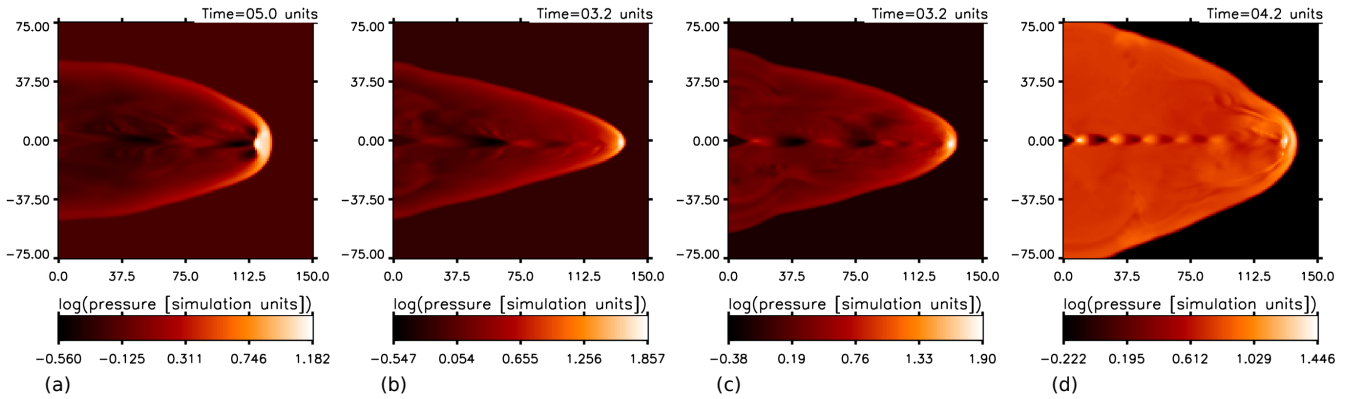 Time=05.0 units
75.00
37.50
0.00
−37.50
−75.00
0.0 37.5 75.0 112.5 150.0
log(pressure [simulation units])
−0.560 −0.125 0.311 0.746 1.182
(a)
Time=03.2 units
75.00
37.50
0.00
−37.50
−75.00
0.0 37.5 75.0 112.5 150.0
log(pressure [simulation units])
−0.547 0.054 0.655 1.256 1.857
(b)
Time=03.2 units
75.00
37.50
0.00
−37.50
−75.00
0.0 37.5 75.0 112.5 150.0
log(pressure [simulation units])
−0.38 0.19 0.76 1.33 1.90
(c)
Time=04.2 units
75.00
37.50
0.00
−37.50
−75.00
0.0 37.5 75.0 112.5 150.0
log(pressure [simulation units])
−0.222 0.195 0.612 1.029 1.446
(d)